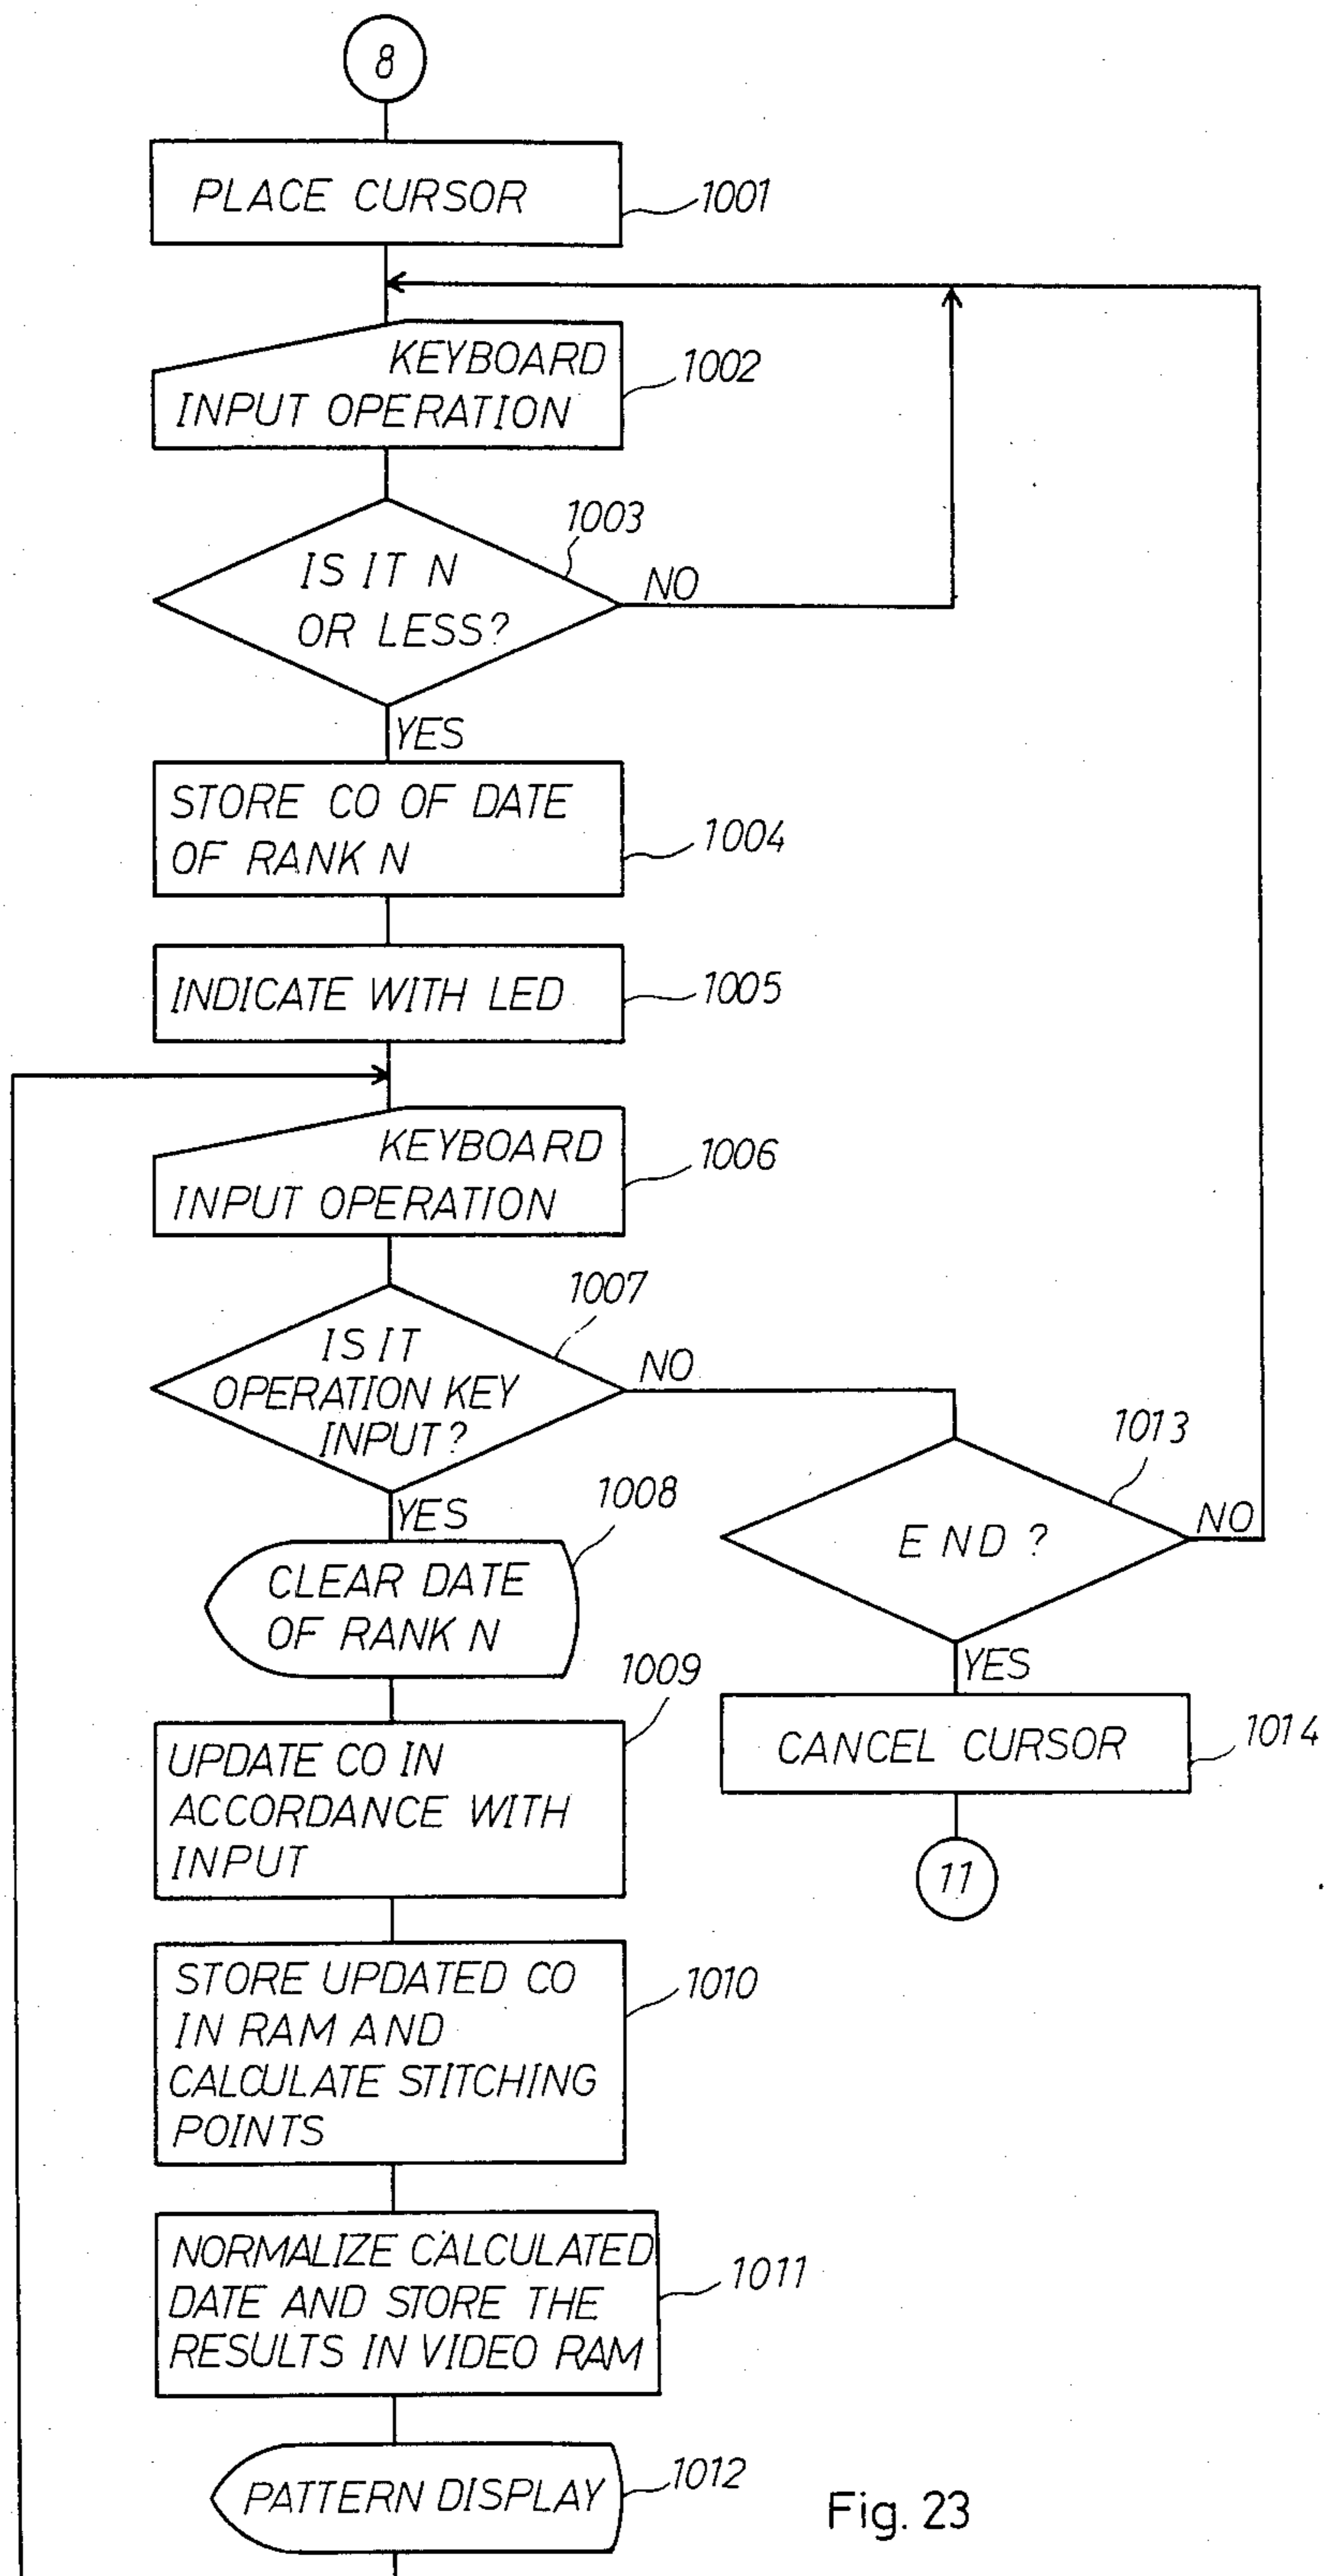 8
PLACE CURSOR
1001
KEYBOARD
INPUT OPERATION
1002
1003
IS IT N
OR LESS?
NO
YES
STORE CO OF DATE
OF RANK N
1004
INDICATE WITH LED
1005
KEYBOARD
INPUT OPERATION
1006
1007
IS IT
OPERATION KEY
INPUT?
NO
YES
1013
END?
NO
YES
1008
CLEAR DATE
OF RANK N
1009
UPDATE CO IN
ACCORDANCE WITH
INPUT
CANCEL CURSOR
1014
11
STORE UPDATED CO
IN RAM AND
CALCULATE STITCHING
POINTS
1010
NORMALIZE CALCULATED
DATE AND STORE THE
RESULTS IN VIDEO RAM
1011
PATTERN DISPLAY
1012
Fig. 23